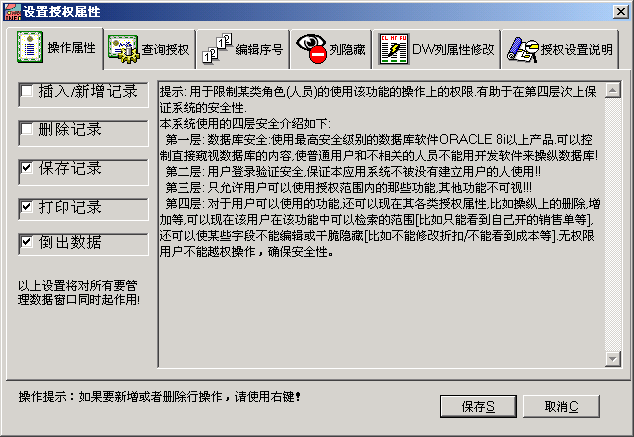 设置授权属性
操作属性
查询授权
编辑序号
列隐藏
DW列属性修改
授权设置说明
插入/新增记录
删除记录
保存记录
打印记录
倒出数据
以上设置将对所有要管
理数据窗口同时起作用!
提示: 用于限制某类角色(人员)的使用该功能的操作上的权限.有助于在第四层次上保
证系统的安全性.
本系统使用的四层安全介绍如下:
第一层: 数据库安全:使用最高安全级别的数据库软件ORACLE 8i以上产品.可以控
制直接窥视数据库的内容,使普通用户和不相关的人员不能用开发软件来操纵数据库!
第二层: 用户登录验证安全,保证本应用系统不被没有建立用户的人使用!!
第三层: 只允许用户可以使用授权范围内的那些功能,其他功能不可视!!!
第四层: 对于用户可以使用的功能,还可以现在其各类授权属性,比如操纵上的删除,增
加等,可以现在该用户在该功能中可以检索的范围[比如只能看到自己开的销售单等],
还可以使某些字段不能编辑或干脆隐藏[比如不能修改折扣/不能看到成本等].无权限
用户不能越权操作，确保安全性。
操作提示：如果要新增或者删除行操作，请使用右键!
保存S
取消C